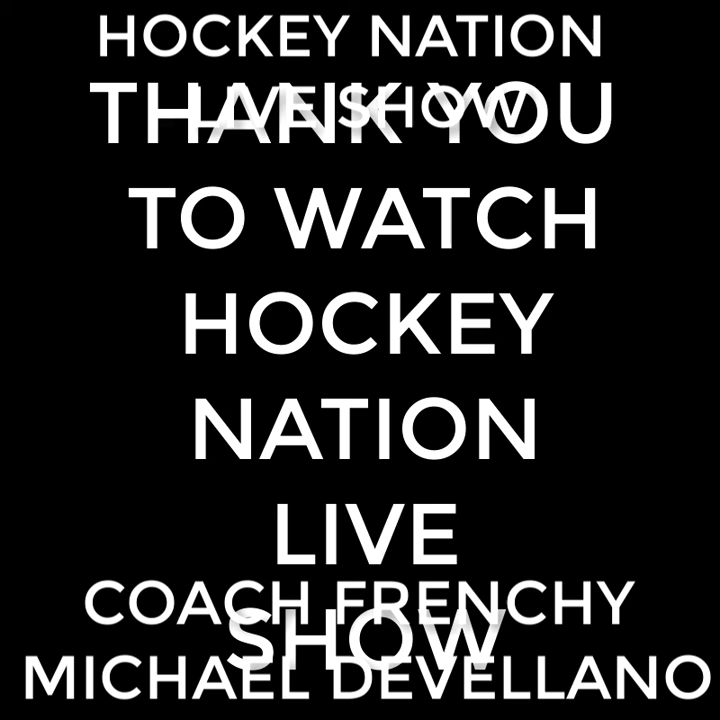 HOCKEY NATION
LIVE SHOW
THANK YOU
TO WATCH
HOCKEY
NATION
LIVE
SHOW
COACH FRENCHY
MICHAEL DEVELLANO